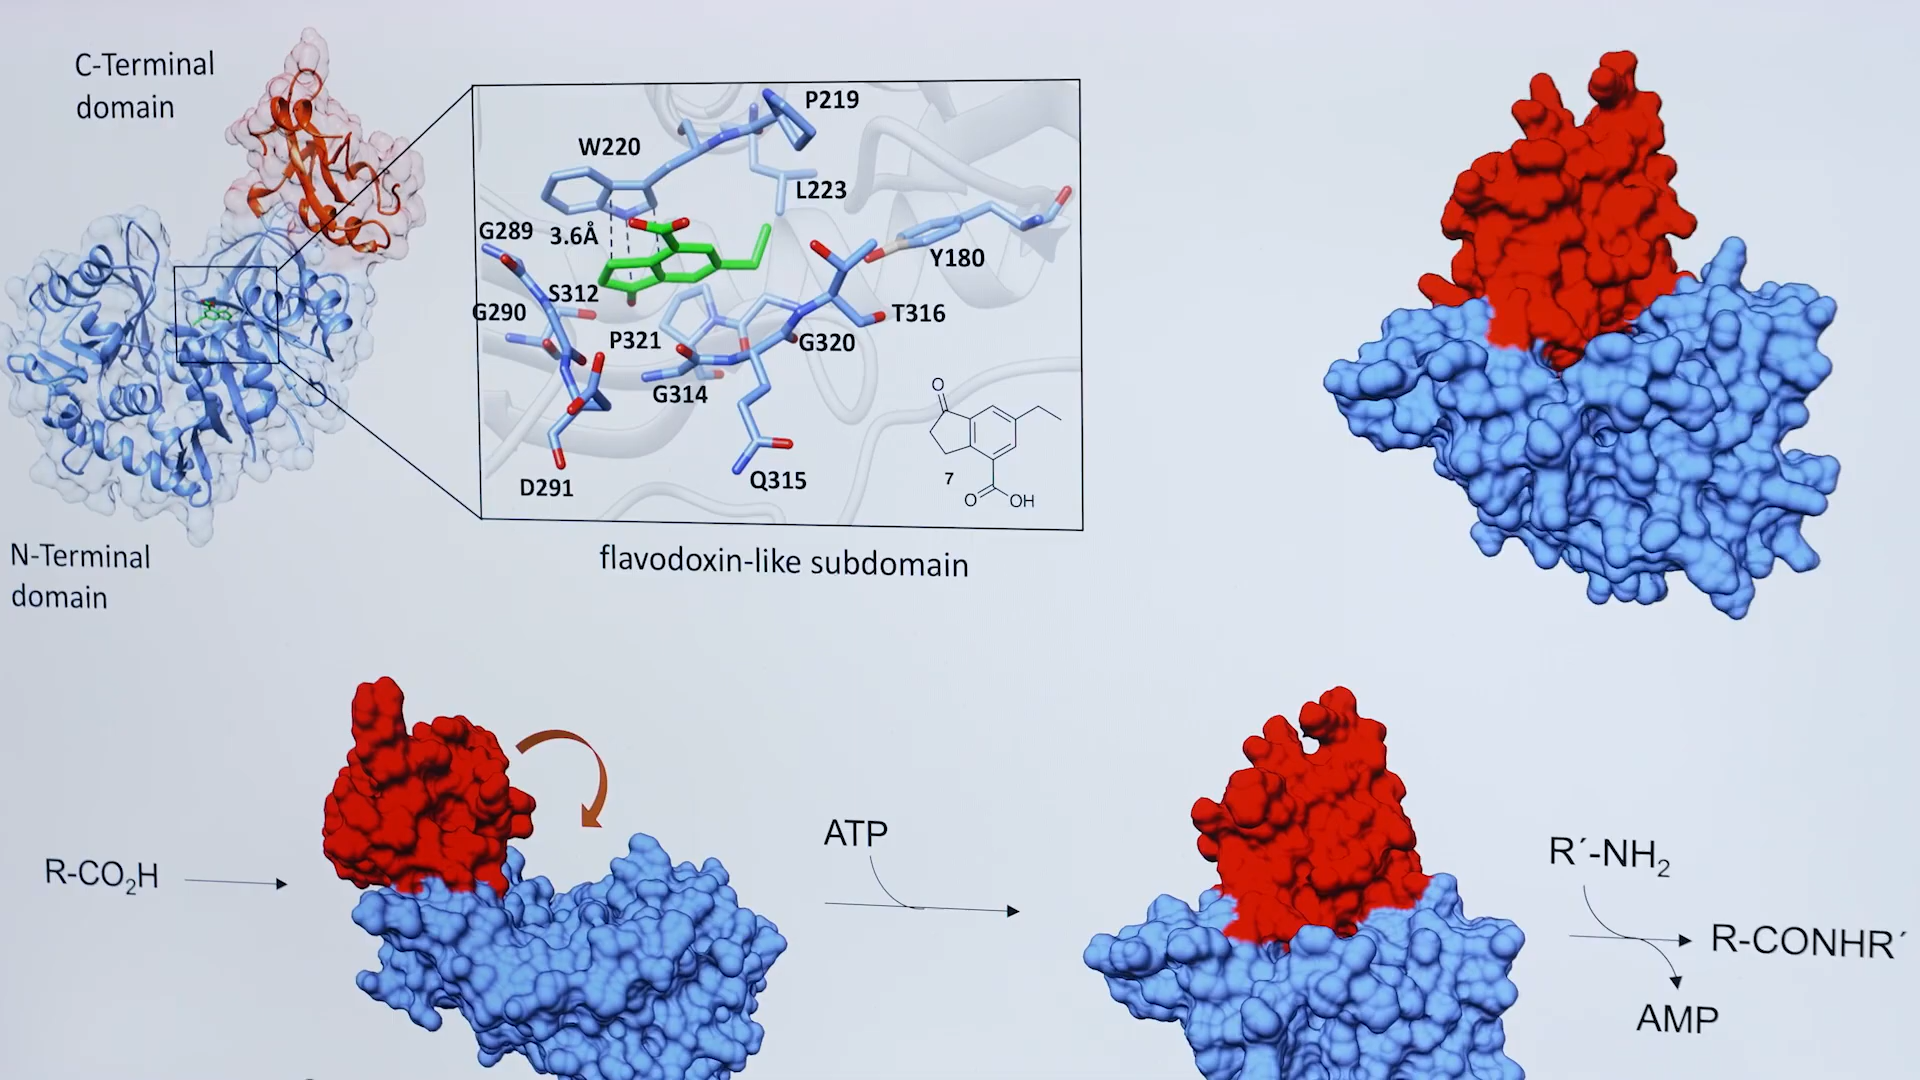 C-Terminal
domain
P219
W220
L223
G289
3.6Å
Y180
S312
G290
T316
P321
G320
G314
O
7
Q315
D291
O
OH
flavodoxin-like subdomain
N-Terminal
domain
ATP
R´-NH₂
R-CO₂H
R-CONHR´
AMP